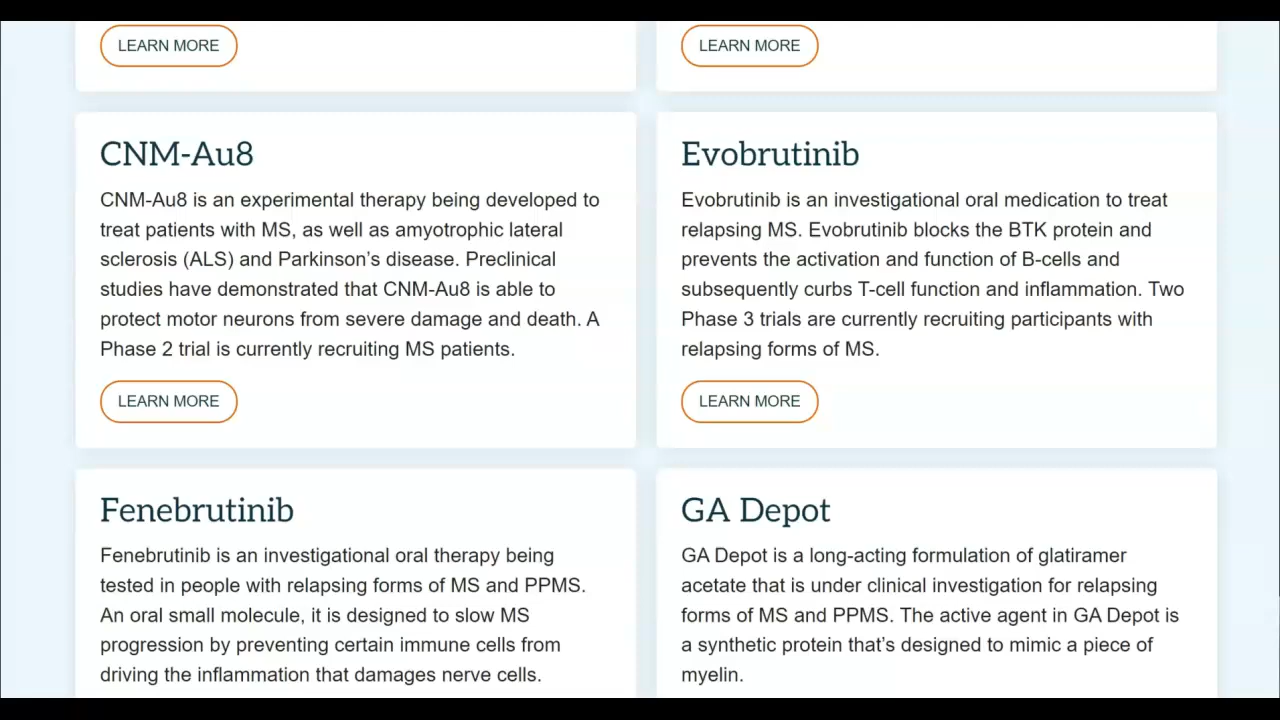 LEARN MORE
LEARN MORE
CNM-Au8
CNM-Au8 is an experimental therapy being developed to
treat patients with MS, as well as amyotrophic lateral
sclerosis (ALS) and Parkinson’s disease. Preclinical
studies have demonstrated that CNM-Au8 is able to
protect motor neurons from severe damage and death. A
Phase 2 trial is currently recruiting MS patients.
LEARN MORE
Evobrutinib
Evobrutinib is an investigational oral medication to treat
relapsing MS. Evobrutinib blocks the BTK protein and
prevents the activation and function of B-cells and
subsequently curbs T-cell function and inflammation. Two
Phase 3 trials are currently recruiting participants with
relapsing forms of MS.
LEARN MORE
Fenebrutinib
Fenebrutinib is an investigational oral therapy being
tested in people with relapsing forms of MS and PPMS.
An oral small molecule, it is designed to slow MS
progression by preventing certain immune cells from
driving the inflammation that damages nerve cells.
GA Depot
GA Depot is a long-acting formulation of glatiramer
acetate that is under clinical investigation for relapsing
forms of MS and PPMS. The active agent in GA Depot is
a synthetic protein that’s designed to mimic a piece of
myelin.